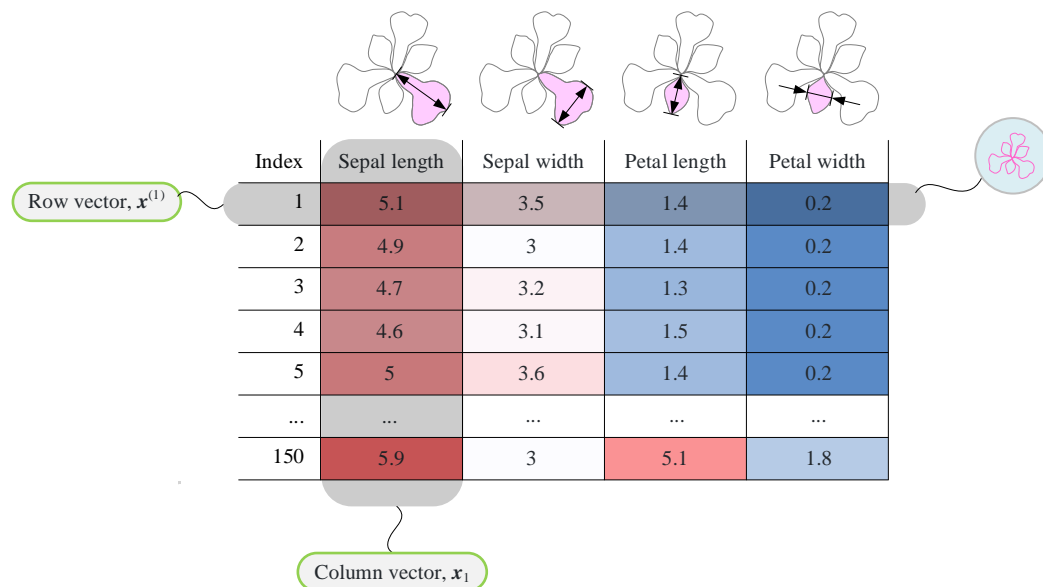 Index Sepal length Sepal width Petal length Petal width
Row vector, x(1)
1 5.1 3.5 1.4 0.2
2 4.9 3 1.4 0.2
3 4.7 3.2 1.3 0.2
4 4.6 3.1 1.5 0.2
5 5 3.6 1.4 0.2
... ... ... ... ...
150 5.9 3 5.1 1.8
Column vector, x1